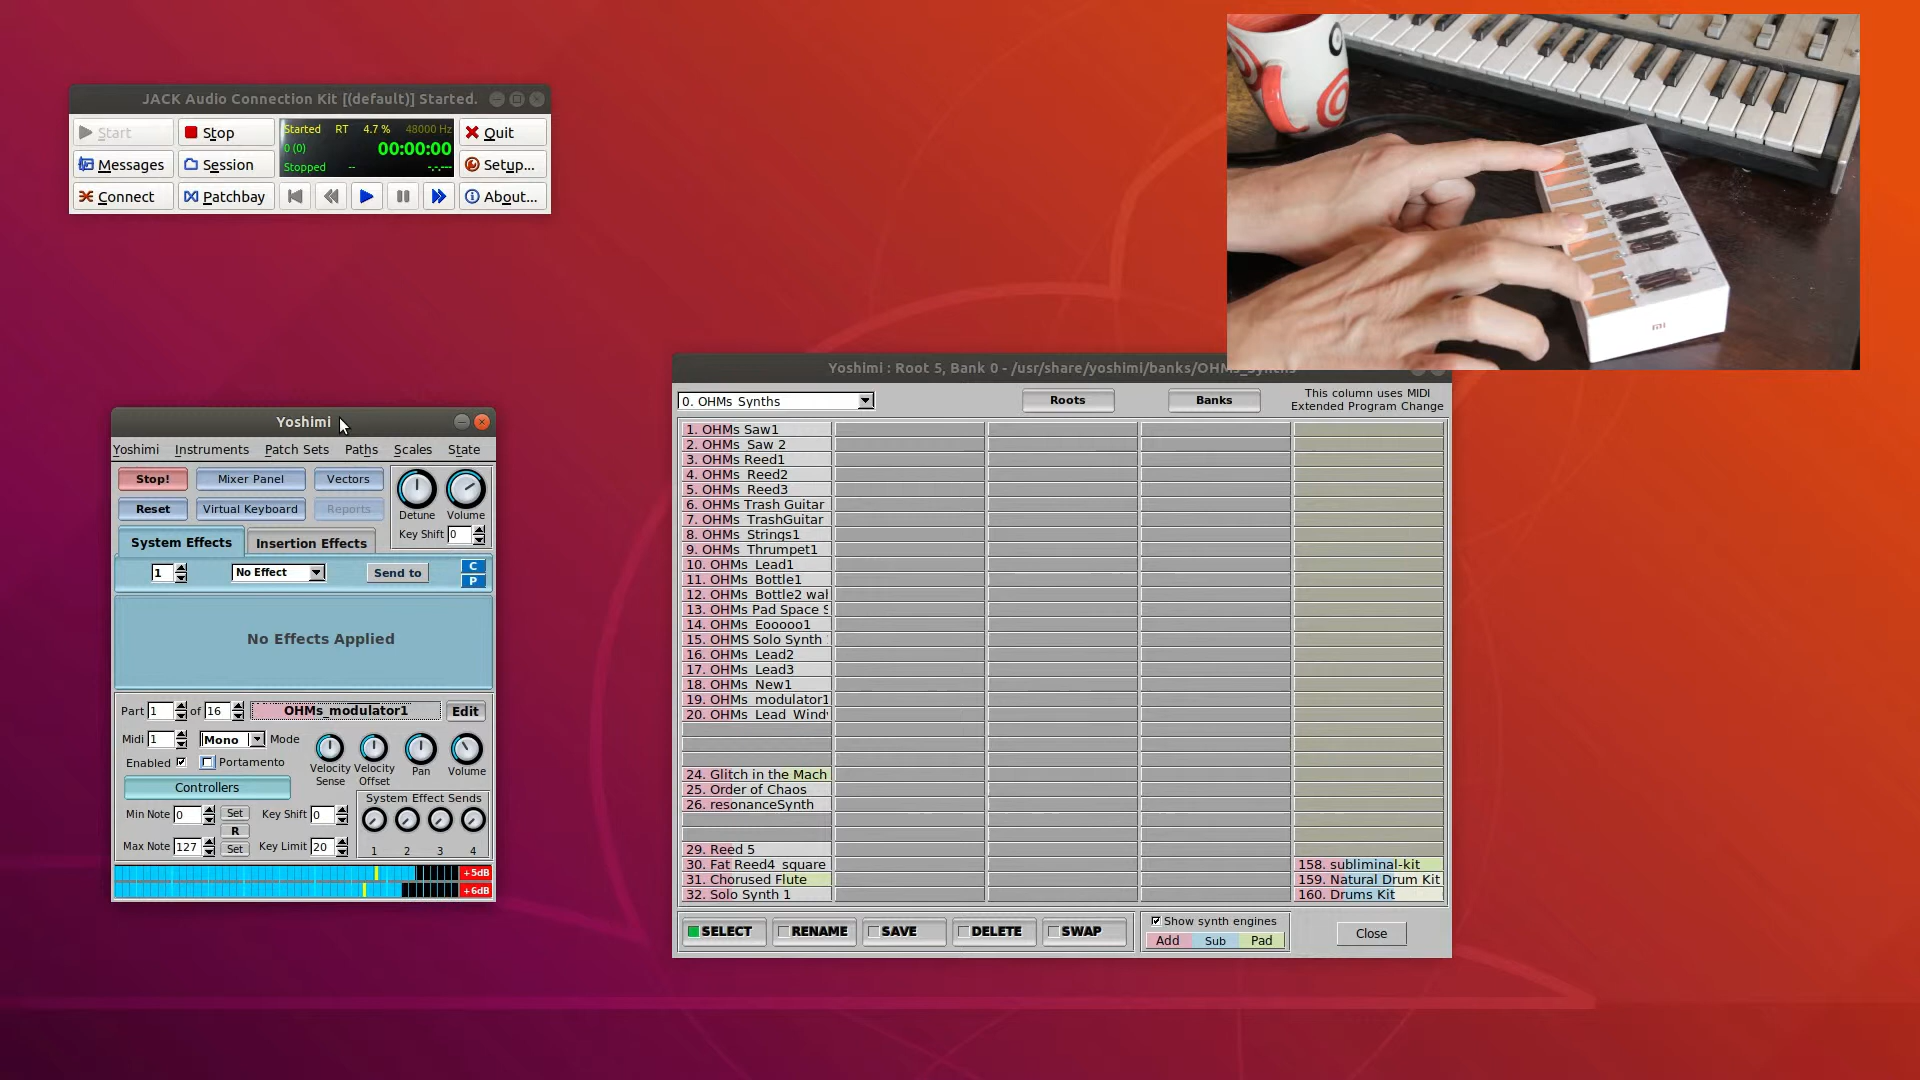 JACK Audio Connection Kit [(default)] Started.
Start
Stop
Started RT 4.7 % 48000 Hz
Quit
0 (0) 00:00:00
Messages
Session
Stopped -- -.-.---
Setup...
Connect
Patchbay
About...
Yoshimi
Yoshimi Instruments Patch Sets Paths Scales State
Stop! Mixer Panel Vectors
Reset Virtual Keyboard Reports
Detune Volume
Key Shift 0
System Effects Insertion Effects
1 No Effect Send to C
P
No Effects Applied
Part 1 of 16 OHMs_modulator1 Edit
Midi 1 Mono Mode
Enabled Portamento
Velocity Sense
Velocity Offset
Pan
Volume
Controllers
System Effect Sends
Min Note 0 Set Key Shift 0
R
Max Note 127 Set Key Limit 20
1 2 3 4
+5dB
+6dB
Yoshimi : Root 5, Bank 0 - /usr/share/yoshimi/banks/OHMs_Synths
0. OHMs Synths
Roots
Banks
This column uses MIDI
Extended Program Change
1. OHMs Saw1
2. OHMs Saw 2
3. OHMs Reed1
4. OHMs Reed2
5. OHMs Reed3
6. OHMs Trash Guitar
7. OHMs TrashGuitar
8. OHMs Strings1
9. OHMs Thrumpet1
10. OHMs Lead1
11. OHMs Bottle1
12. OHMs Bottle2 wal
13. OHMs Pad Space S
14. OHMs Eooooo1
15. OHMS Solo Synth
16. OHMs Lead2
17. OHMs Lead3
18. OHMs New1
19. OHMs modulator1
20. OHMs Lead Wind
24. Glitch in the Mach
25. Order of Chaos
26. resonanceSynth
29. Reed 5
30. Fat Reed4 square
31. Chorused Flute
32. Solo Synth 1
158. subliminal-kit
159. Natural Drum Kit
160. Drums Kit
SELECT RENAME SAVE DELETE SWAP
Show synth engines
Add Sub Pad
Close
mi